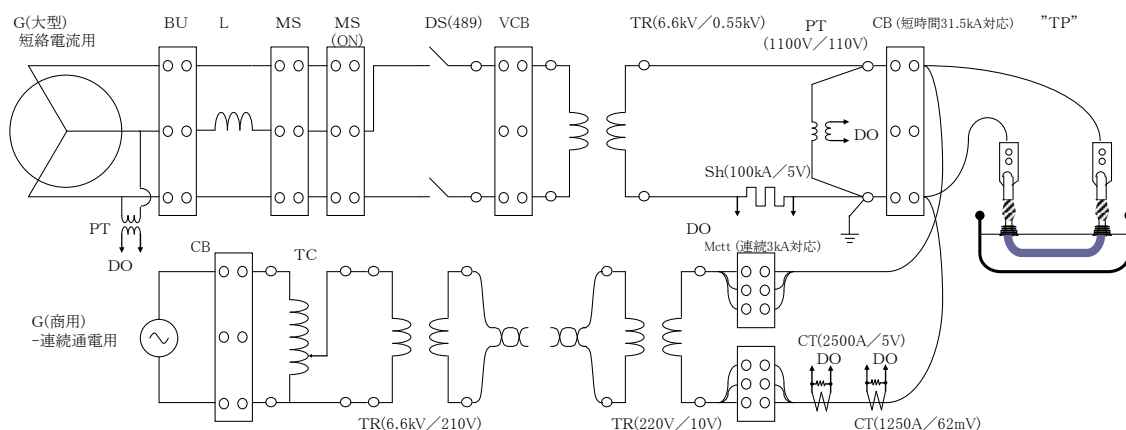 G(大型)
短絡電流用
BU
L
MS
MS
(ON)
DS(489)
VCB
TR(6.6kV／0.55kV)
PT
(1100V／110V)
CB (短時間31.5kA対応)
"TP"
DO
Sh(100kA／5V)
DO
PT
DO
CB
TC
Mctt (連続3kA対応)
G(商用)
-連続通電用
CT(2500A／5V)
DO
DO
TR(6.6kV／210V)
TR(220V／10V)
CT(1250A／62mV)